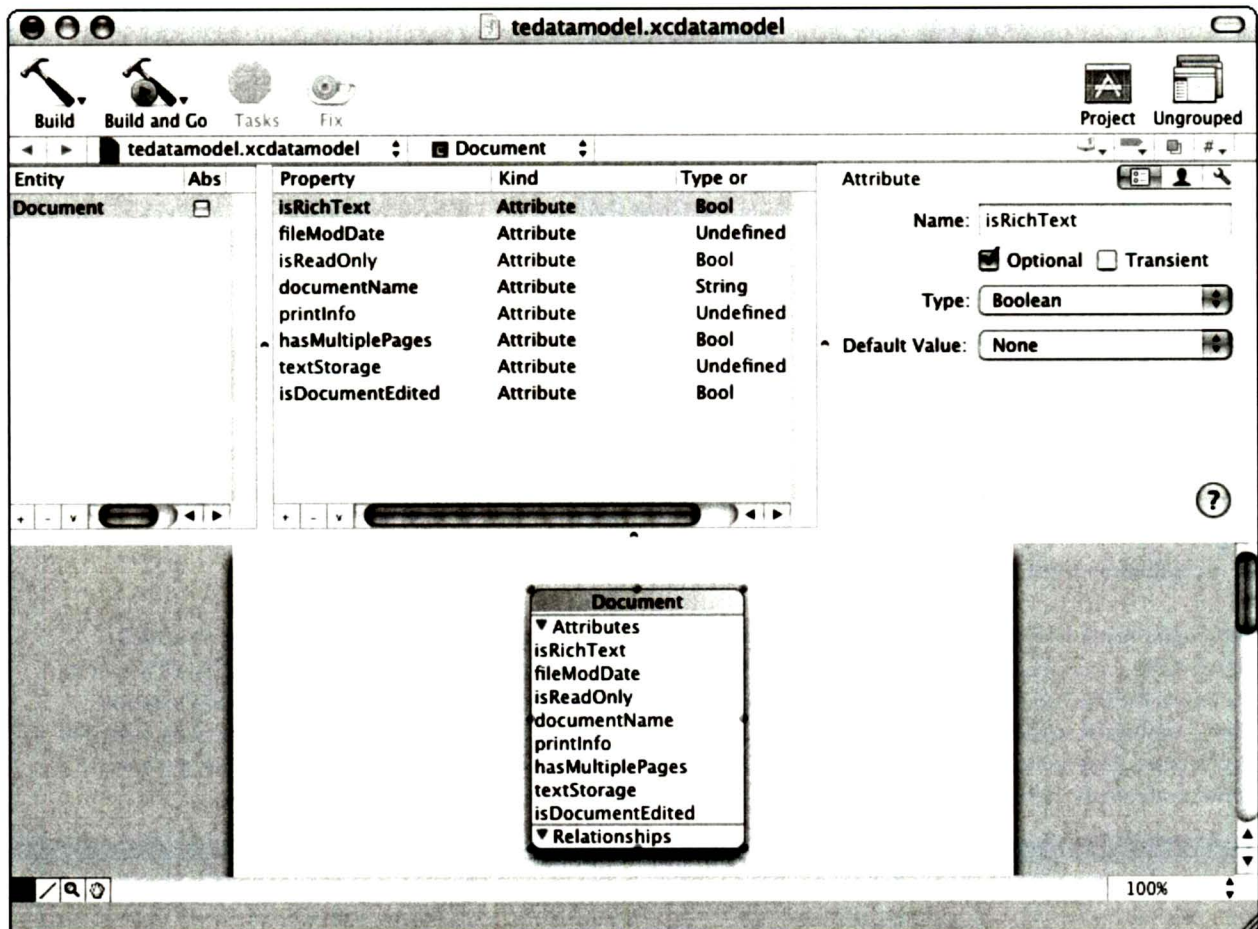 tedatamodel.xcdatamodel
Build
Build and Go
Tasks
Fix
Project
Ungrouped
tedatamodel.xcdatamodel
C Document
#
Entity Abs
Document
Property Kind Type or
isRichText Attribute Bool
fileModDate Attribute Undefined
isReadOnly Attribute Bool
documentName Attribute String
printInfo Attribute Undefined
hasMultiplePages Attribute Bool
textStorage Attribute Undefined
isDocumentEdited Attribute Bool
Attribute
Name: isRichText
Optional Transient
Type: Boolean
Default Value: None
?
+ - v
+ - v
Document
Attributes
isRichText
fileModDate
isReadOnly
documentName
printInfo
hasMultiplePages
textStorage
isDocumentEdited
Relationships
100%